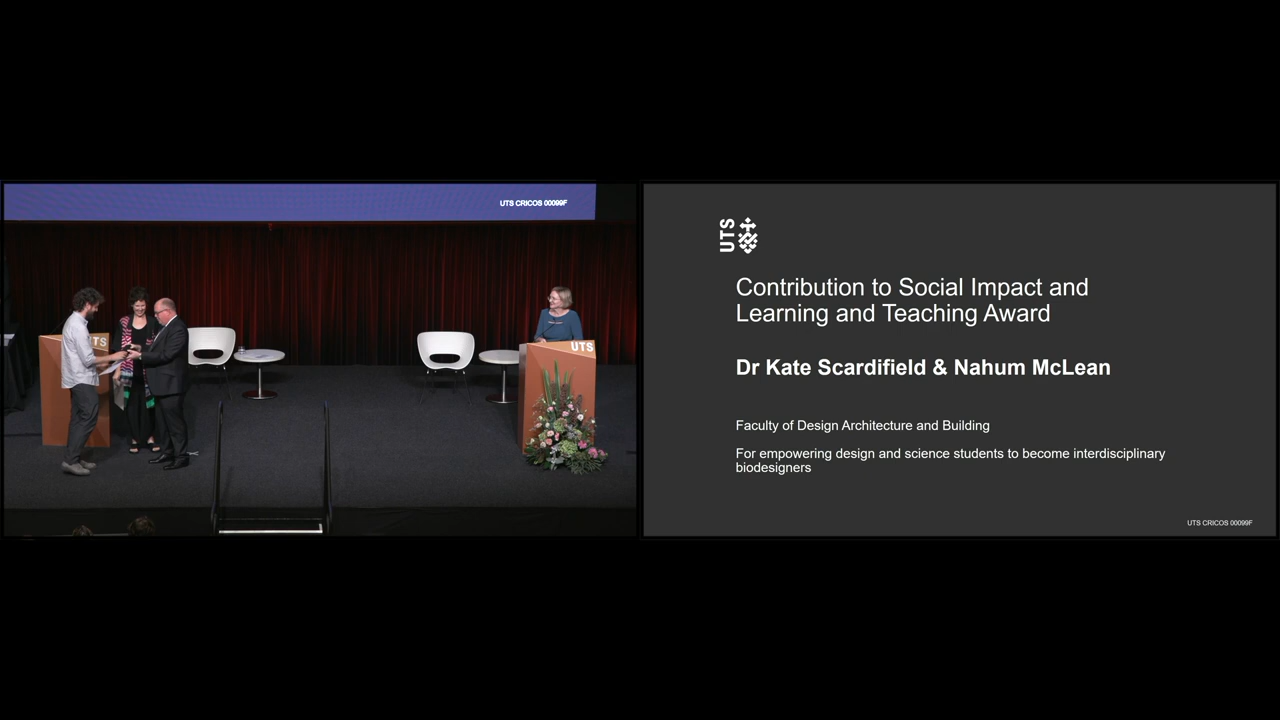 UTS CRICOS 00099F
UTS
UTS
UTS
Contribution to Social Impact and
Learning and Teaching Award
Dr Kate Scardifield & Nahum McLean
Faculty of Design Architecture and Building
For empowering design and science students to become interdisciplinary
biodesigners
UTS CRICOS 00099F